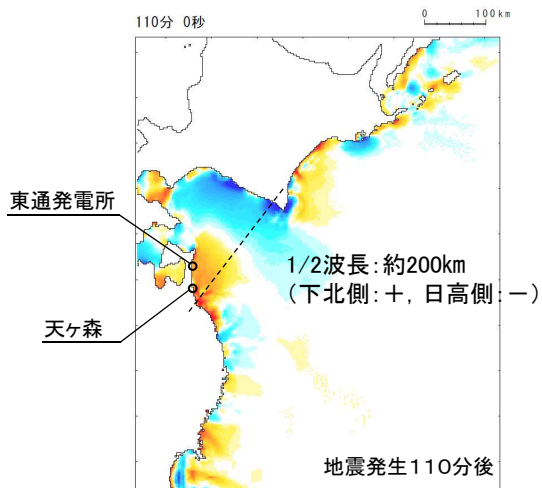 110分 0秒
0 100km
東通発電所
天ヶ森
1/2波長:約200km
(下北側:+, 日高側:-)
地震発生110分後